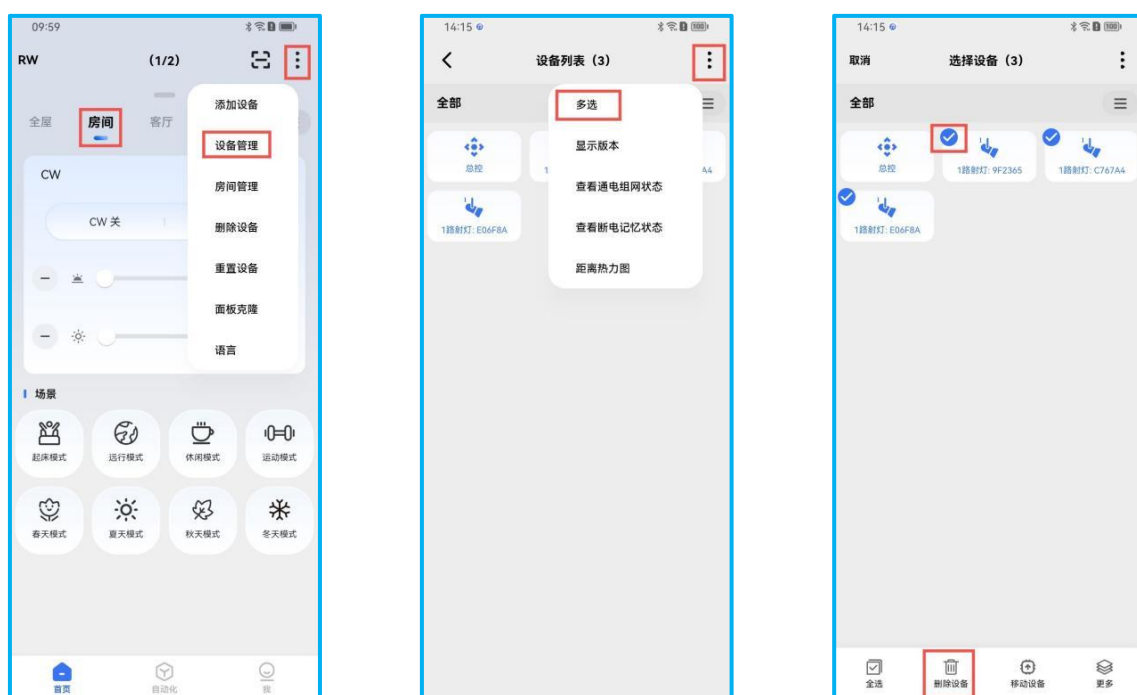 09:59
RW
(1/2)
添加设备
全屋
房间
客厅
设备管理
CW
房间管理
CW 关
删除设备
重置设备
面板克隆
语言
场景
起床模式
远行模式
休闲模式
运动模式
春天模式
夏天模式
秋天模式
冬天模式
首页
自动化
我
14:15
100
设备列表（3）
全部
多选
总控
1
显示版本
A4
查看通电组网状态
1路射灯: E06F8A
查看断电记忆状态
距离热力图
14:15
100
取消
选择设备（3）
全部
总控
1路射灯: 9F2365
1路射灯: C767A4
1路射灯: E06F8A
全选
删除设备
移动设备
更多